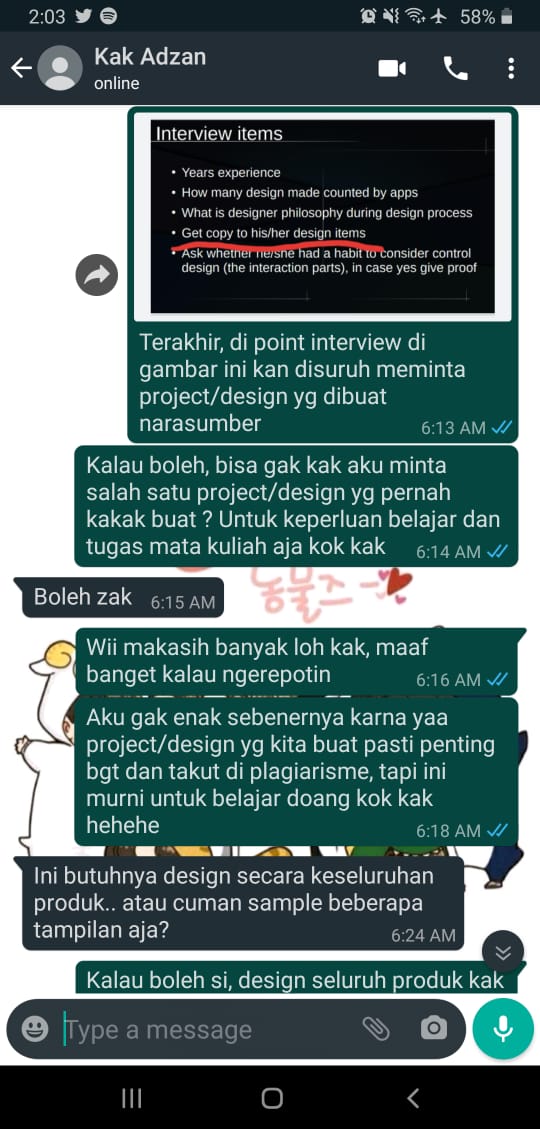 2:03
58%
Kak Adzan
online
Interview items
• Years experience
• How many design made counted by apps
• What is designer philosophy during design process
• Get copy to his/her design items
• Ask whether he/she had a habit to consider control
design (the interaction parts), in case yes give proof
Terakhir, di point interview di
gambar ini kan disuruh meminta
project/design yg dibuat
narasumber
6:13 AM
Kalau boleh, bisa gak kak aku minta
salah satu project/design yg pernah
kakak buat ? Untuk keperluan belajar dan
tugas mata kuliah aja kok kak
6:14 AM
동물즈
Boleh zak
6:15 AM
Wii makasih banyak loh kak, maaf
banget kalau ngerepotin
6:16 AM
Aku gak enak sebenernya karna yaa
project/design yg kita buat pasti penting
bgt dan takut di plagiarisme, tapi ini
murni untuk belajar doang kok kak
hehehe
6:18 AM
Ini butuhnya design secara keseluruhan
produk.. atau cuman sample beberapa
tampilan aja?
6:24 AM
Kalau boleh si, design seluruh produk kak
Type a message